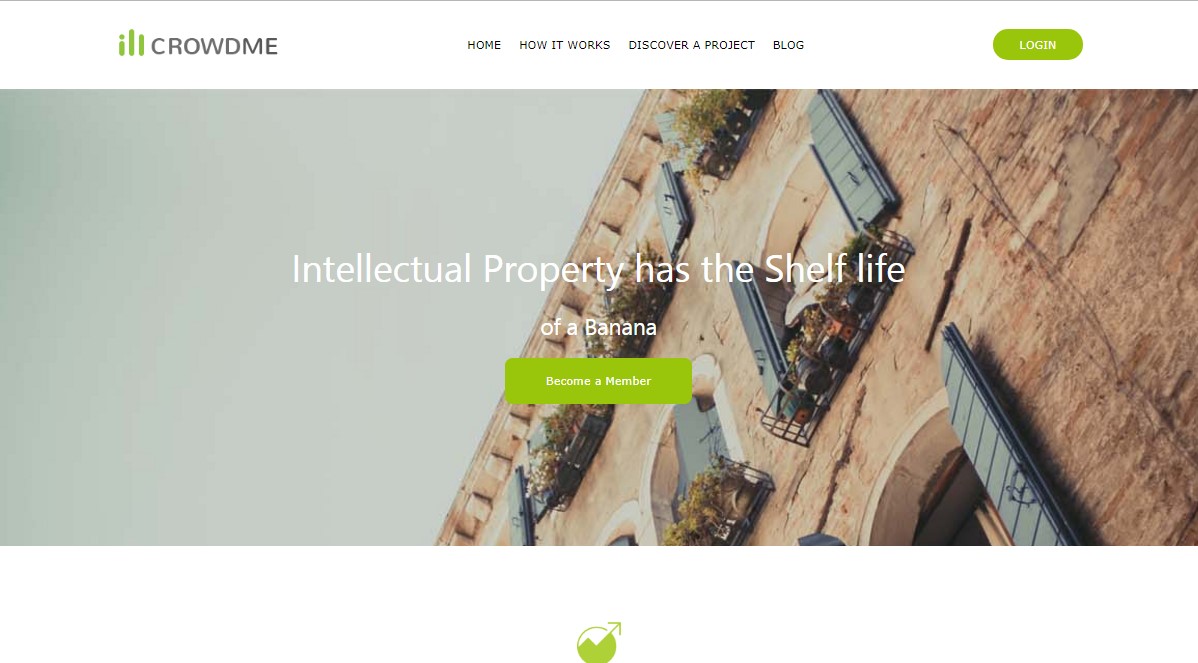 CROWDME
HOME HOW IT WORKS DISCOVER A PROJECT BLOG
LOGIN
Intellectual Property has the Shelf life
of a Banana
Become a Member